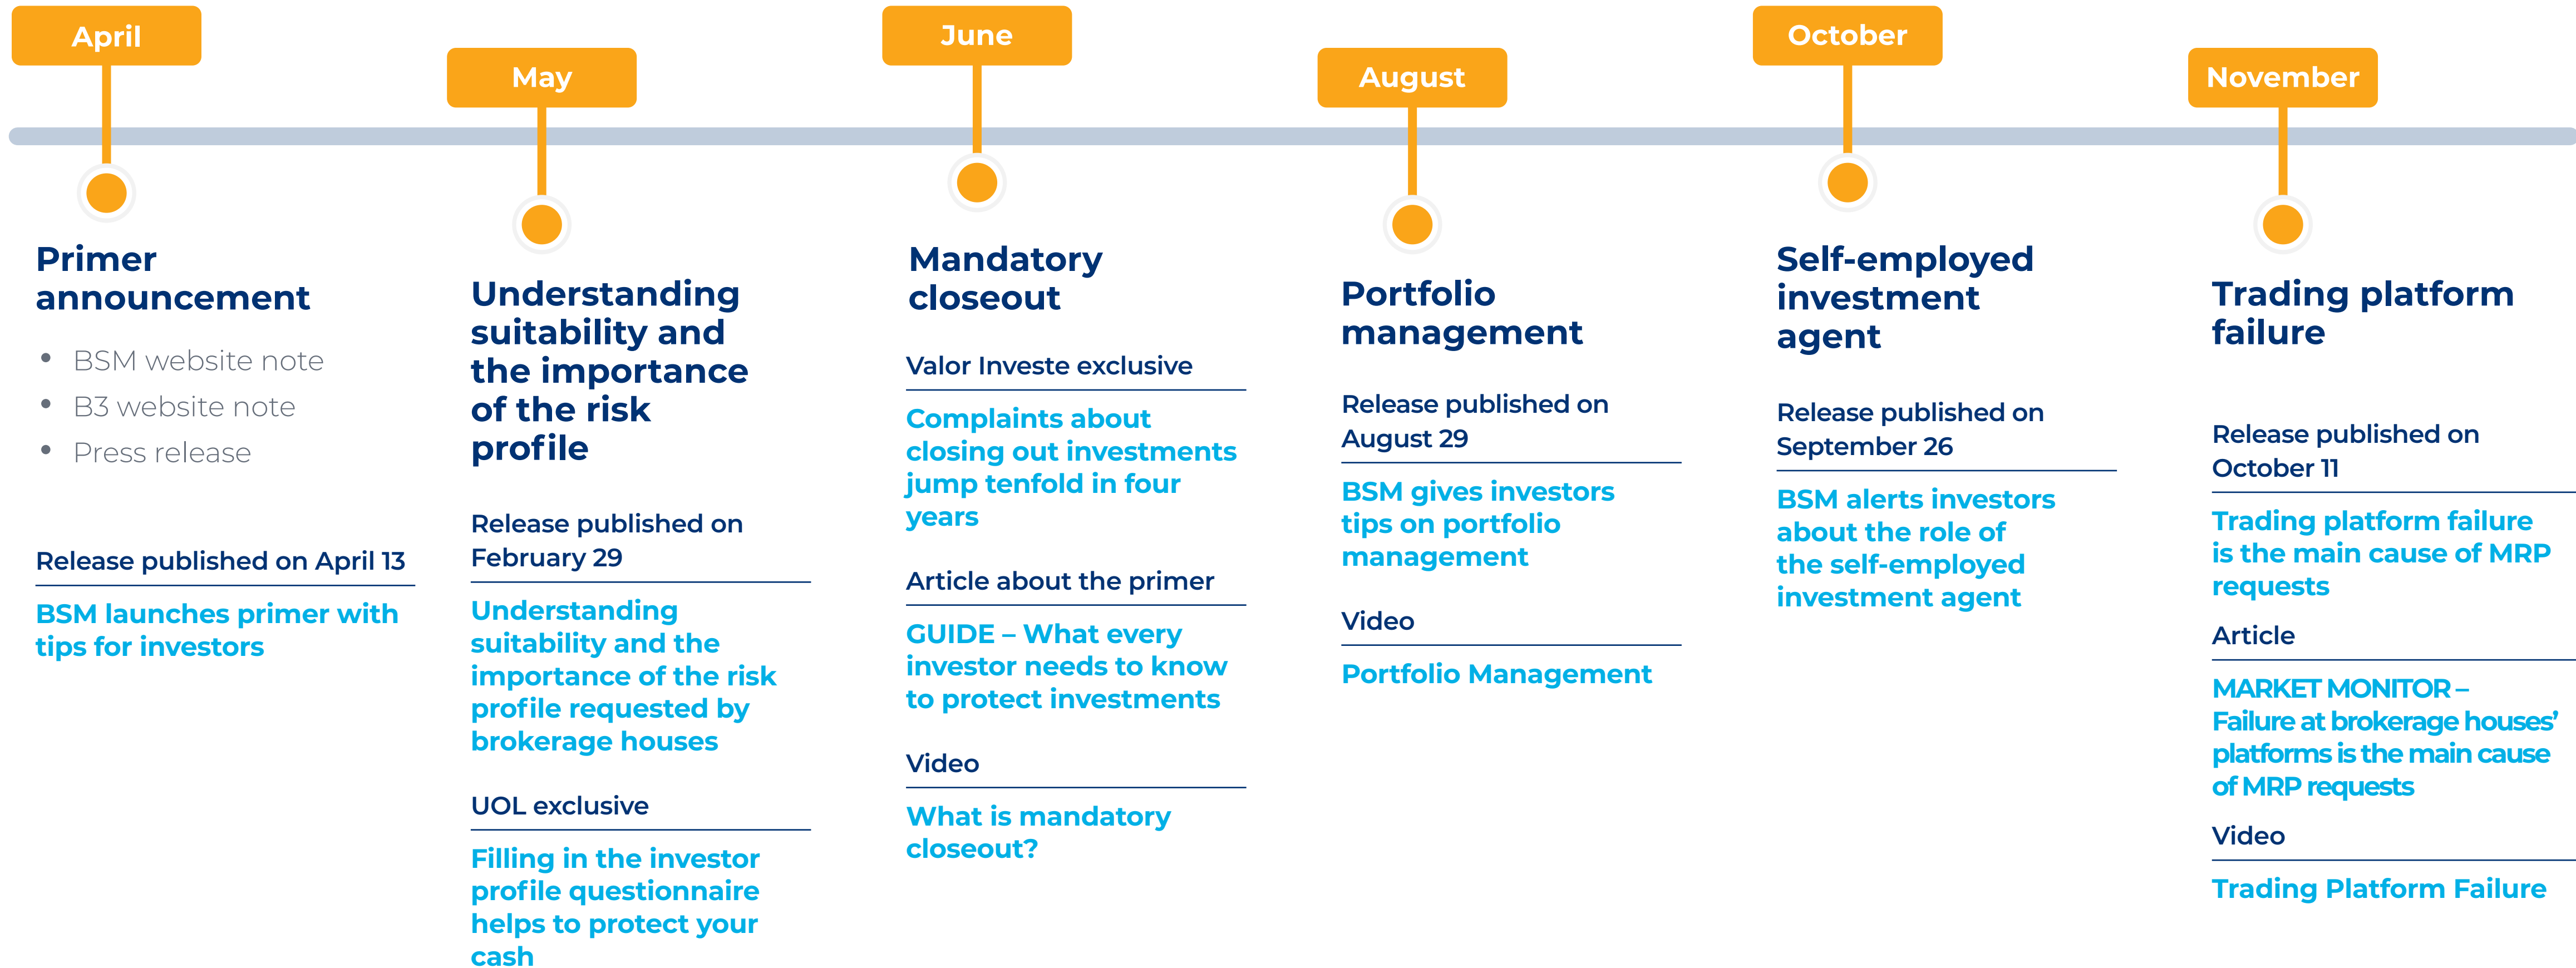 April
Primer
announcement
• BSM website note
• B3 website note
• Press release
Release published on April 13
BSM launches primer with
tips for investors
May
Understanding
suitability and
the importance
of the risk
profile
Release published on
February 29
Understanding
suitability and the
importance of the risk
profile requested by
brokerage houses
UOL exclusive
Filling in the investor
profile questionnaire
helps to protect your
cash
June
Mandatory
closeout
Valor Investe exclusive
Complaints about
closing out investments
jump tenfold in four
years
Article about the primer
GUIDE – What every
investor needs to know
to protect investments
Video
What is mandatory
closeout?
August
Portfolio
management
Release published on
August 29
BSM gives investors
tips on portfolio
management
Video
Portfolio Management
October
Self-employed
investment
agent
Release published on
September 26
BSM alerts investors
about the role of
the self-employed
investment agent
November
Trading platform
failure
Release published on
October 11
Trading platform failure
is the main cause of MRP
requests
Article
MARKET MONITOR –
Failure at brokerage houses’
platforms is the main cause
of MRP requests
Video
Trading Platform Failure